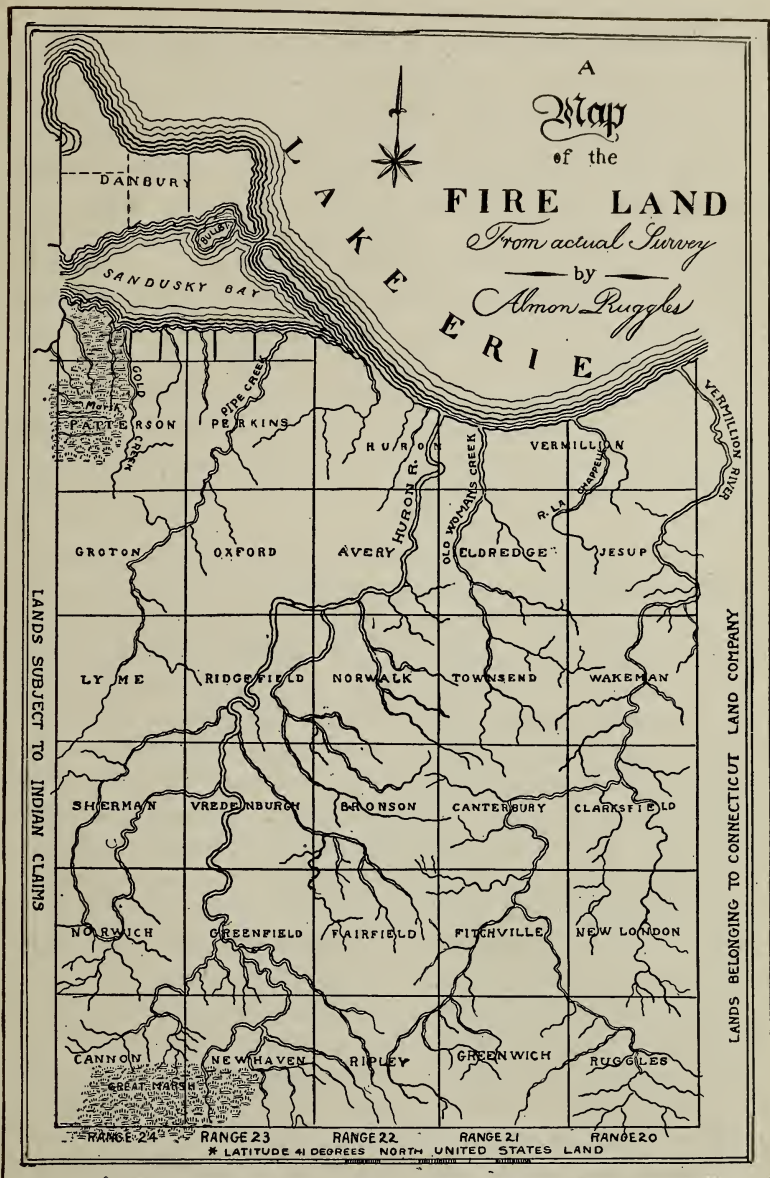 A
Map
of the
FIRE LAND
From actual Survey
by
Almon Ruggles
LAKE ERIE
DANBURY
BULL I.
SANDUSKY BAY
COLD CREEK
Marsh
PATTERSON
PIPE CREEK
PERKINS
HURON
HURON R.
OLD WOMANS CREEK
VERMILLION
R. LA CHAPPELLE
VERMILLION RIVER
GROTON
OXFORD
AVERY
ELDREDGE
JESUP
LYME
RIDGEFIELD
NORWALK
TOWNSEND
WAKEMAN
SHERMAN
VREDENBURGH
BRONSON
CANTERBURY
CLARKSFIELD
NORWICH
GREENFIELD
FAIRFIELD
FITCHVILLE
NEW LONDON
CANNON
NEW HAVEN
RIPLEY
GREENWICH
RUGGLES
GREAT MARSH
LANDS SUBJECT TO INDIAN CLAIMS
LANDS BELONGING TO CONNECTICUT LAND COMPANY
RANGE 24 RANGE 23 RANGE 22 RANGE 21 RANGE 20
* LATITUDE 41 DEGREES NORTH UNITED STATES LAND